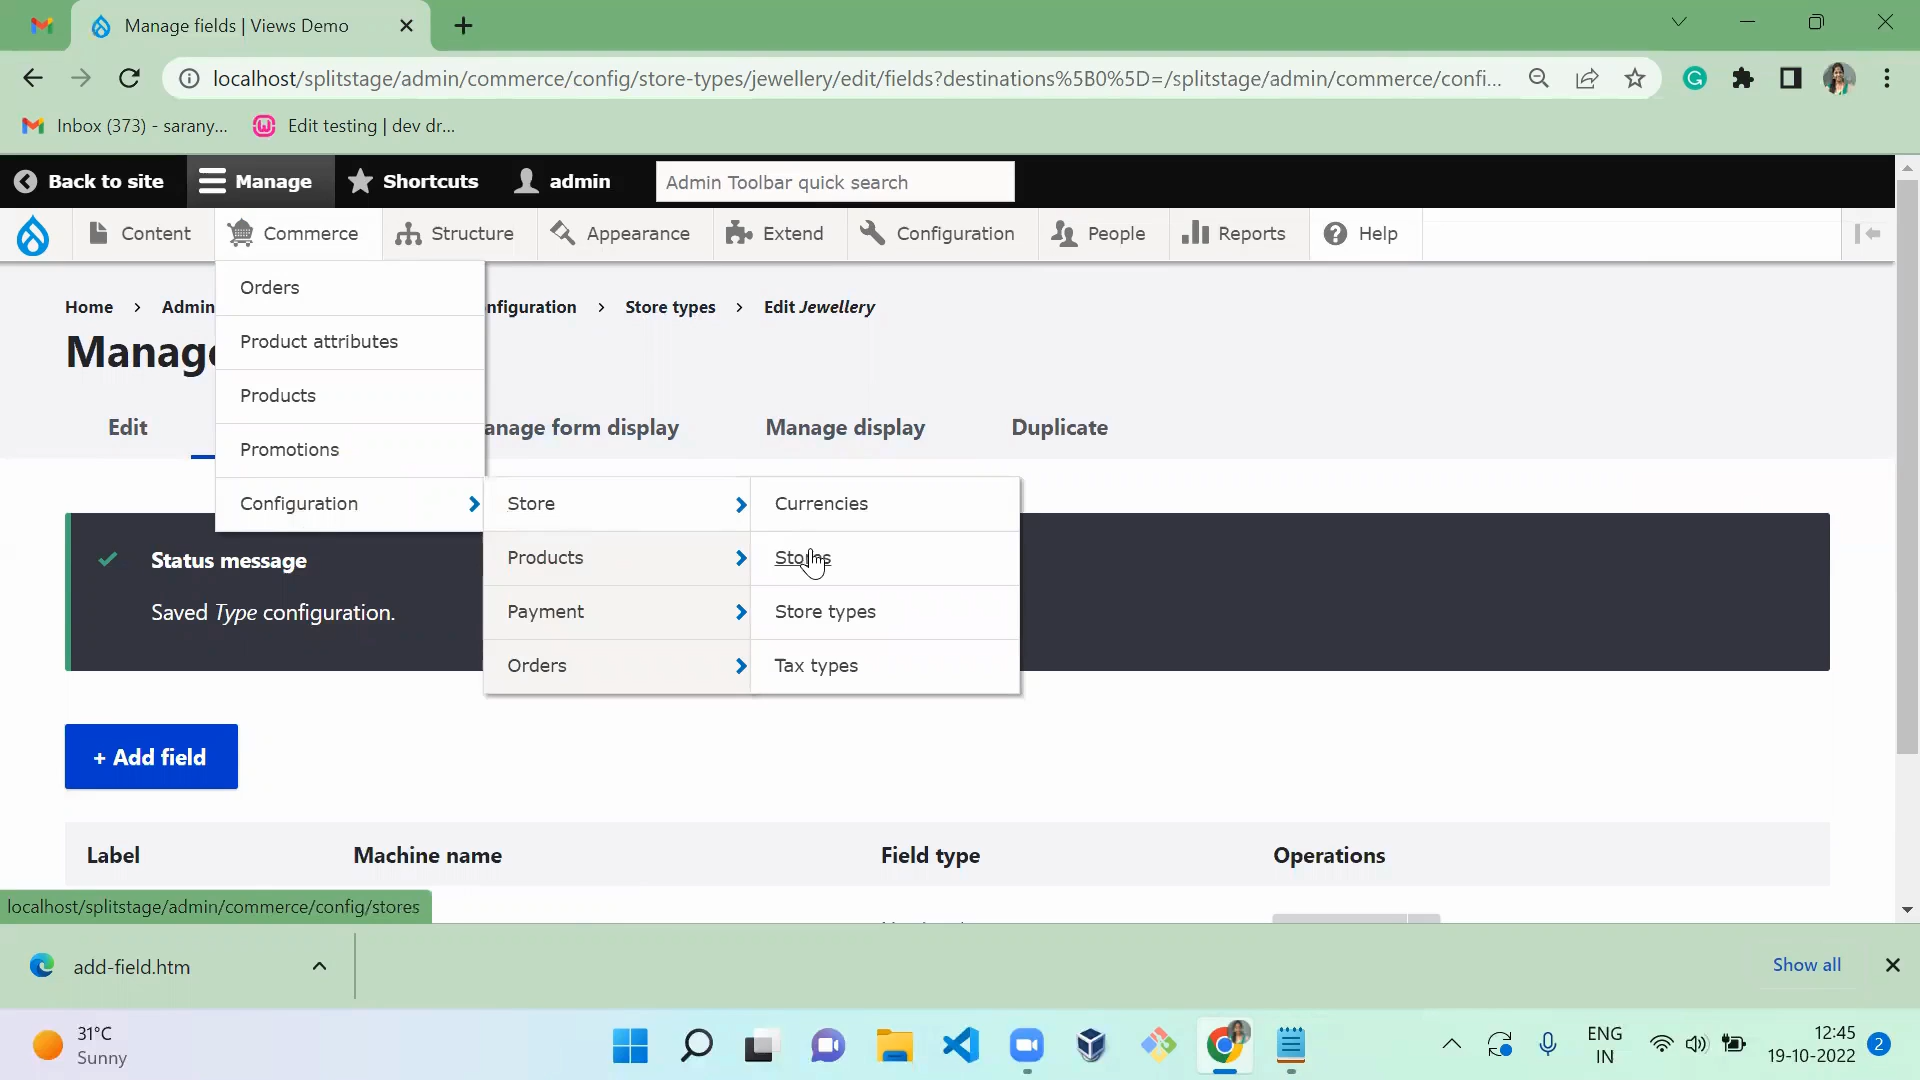 Manage fields | Views Demo
localhost/splitstage/admin/commerce/config/store-types/jewellery/edit/fields?destinations%5B0%5D=/splitstage/admin/commerce/confi...
Inbox (373) - sarany... Edit testing | dev dr...
Back to site Manage Shortcuts admin Admin Toolbar quick search
Content Commerce Structure Appearance Extend Configuration People Reports Help
Orders
Home > Admin nfiguration > Store types > Edit Jewellery
Manage
Product attributes
Products
Edit anage form display Manage display Duplicate
Promotions
Configuration Store Currencies
Status message Products Stores
Saved Type configuration. Payment Store types
Orders Tax types
+ Add field
Label Machine name Field type Operations
localhost/splitstage/admin/commerce/config/stores
add-field.htm Show all
31°C
Sunny
ENG
IN
12:45
19-10-2022
2